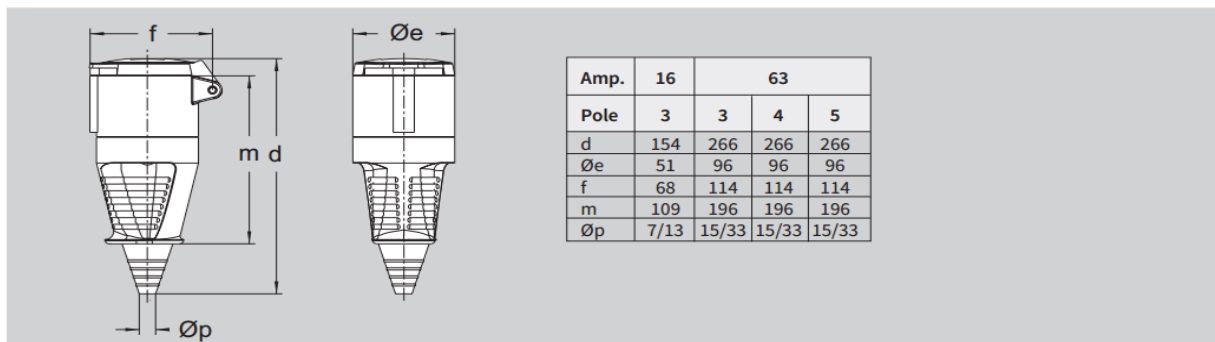 f
Øe
m d
Øp
Amp. 16 63
Pole 3 3 4 5
d 154 266 266 266
Øe 51 96 96 96
f 68 114 114 114
m 109 196 196 196
Øp 7/13 15/33 15/33 15/33